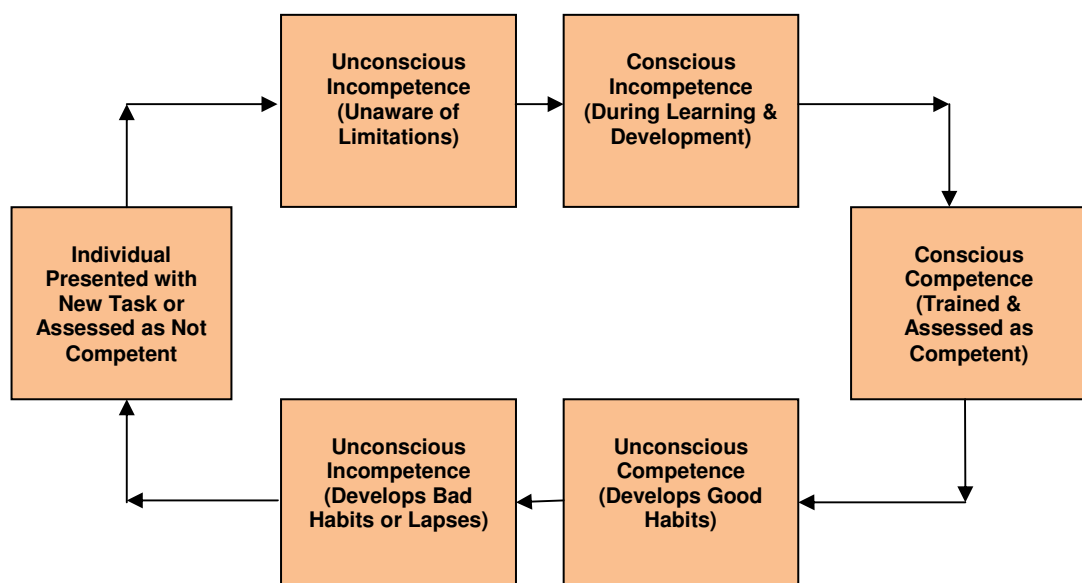 Unconscious
Incompetence
(Unaware of
Limitations)
Conscious
Incompetence
(During Learning &
Development)
Individual
Presented with
New Task or
Assessed as Not
Competent
Conscious
Competence
(Trained &
Assessed as
Competent)
Unconscious
Incompetence
(Develops Bad
Habits or Lapses)
Unconscious
Competence
(Develops Good
Habits)